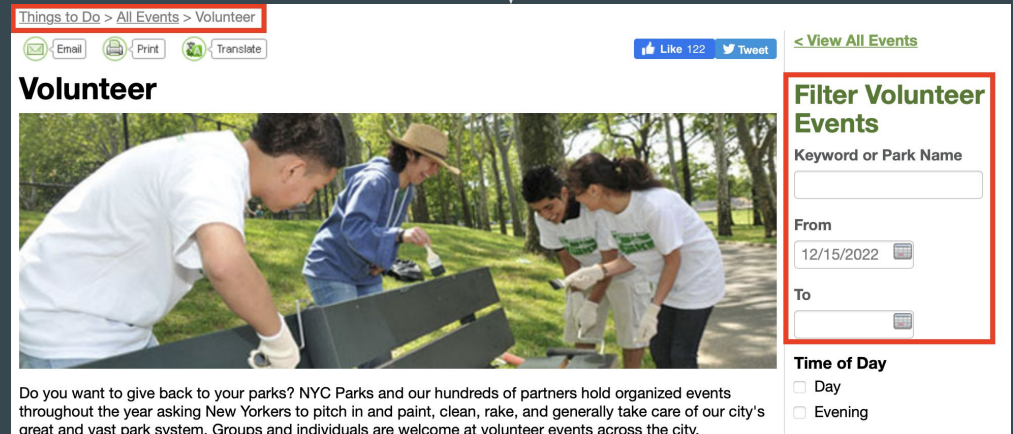 Things to Do > All Events > Volunteer
Email
Print
Translate
Like 122
Tweet
Volunteer
Do you want to give back to your parks? NYC Parks and our hundreds of partners hold organized events
throughout the year asking New Yorkers to pitch in and paint, clean, rake, and generally take care of our city's
great and vast park system. Groups and individuals are welcome at volunteer events across the city.
< View All Events
Filter Volunteer
Events
Keyword or Park Name
From
12/15/2022
To
Time of Day
Day
Evening